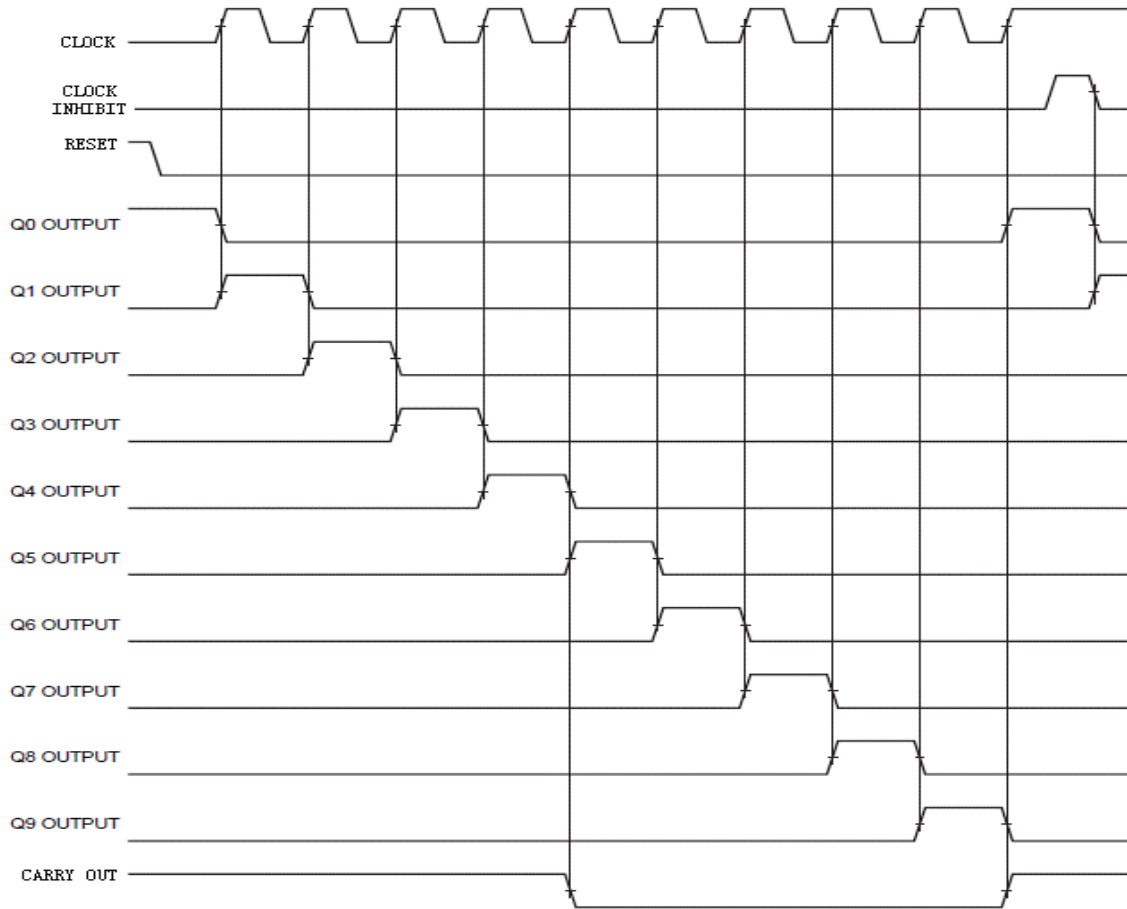 CLOCK
CLOCK
INHIBIT
RESET
Q0 OUTPUT
Q1 OUTPUT
Q2 OUTPUT
Q3 OUTPUT
Q4 OUTPUT
Q5 OUTPUT
Q6 OUTPUT
Q7 OUTPUT
Q8 OUTPUT
Q9 OUTPUT
CARRY OUT